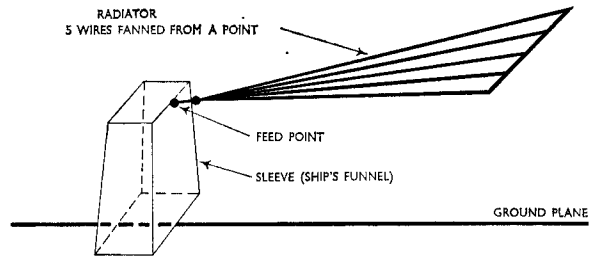 RADIATOR
5 WIRES FANNED FROM A POINT
FEED POINT
SLEEVE (SHIP'S FUNNEL)
GROUND PLANE